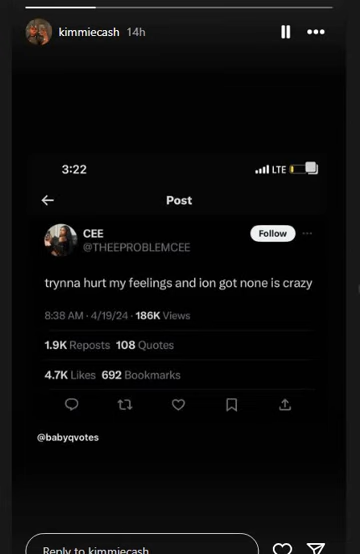 kimmiecash 14h
3:22
LTE
Post
CEE
Follow
@THEEPROBLEMCEE
trynna hurt my feelings and ion got none is crazy
8:38 AM · 4/19/24 · 186K Views
1.9K Reposts 108 Quotes
4.7K Likes 692 Bookmarks
@babyqvotes
Reply to kimmiecash